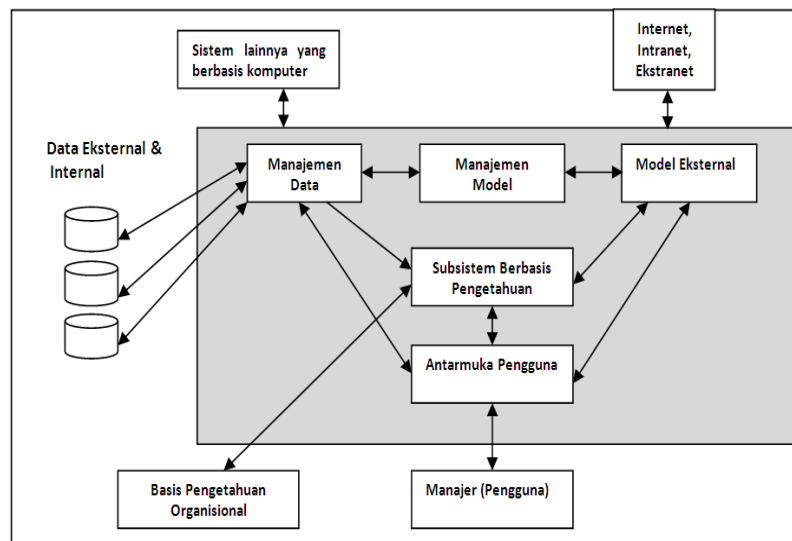 Sistem lainnya yang
berbasis komputer
Internet,
Intranet,
Ekstranet
Data Eksternal &
Internal
Manajemen
Data
Manajemen
Model
Model Eksternal
Subsistem Berbasis
Pengetahuan
Antarmuka Pengguna
Basis Pengetahuan
Organisional
Manajer (Pengguna)